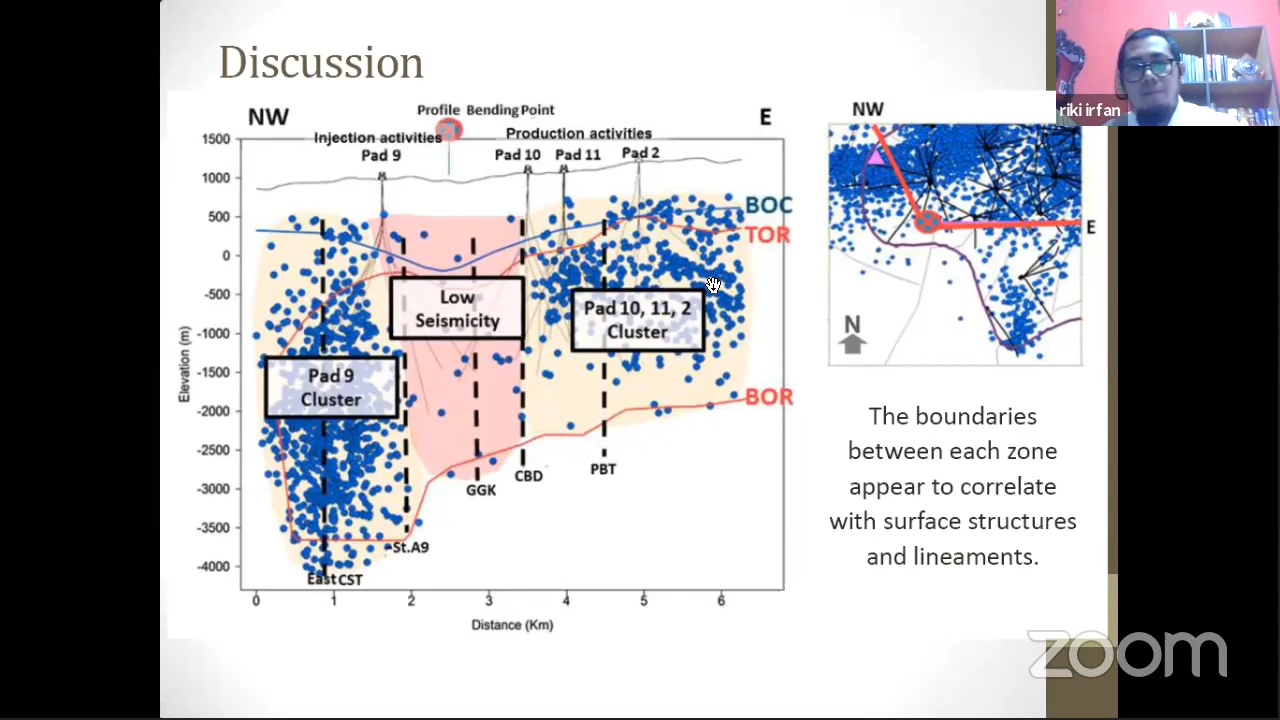 Discussion
riki irfan
NW
Profile Bending Point
E
Injection activities
Production activities
Pad 9
Pad 10
Pad 11
Pad 2
1500
1000
500
0
-500
-1000
-1500
-2000
-2500
-3000
-3500
-4000
Elevation (m)
BOC
TOR
BOR
Low
Seismicity
Pad 10, 11, 2
Cluster
Pad 9
Cluster
GGK
CBD
PBT
St.A9
East CST
0
1
2
3
4
5
6
Distance (Km)
NW
E
N
The boundaries
between each zone
appear to correlate
with surface structures
and lineaments.
zoom